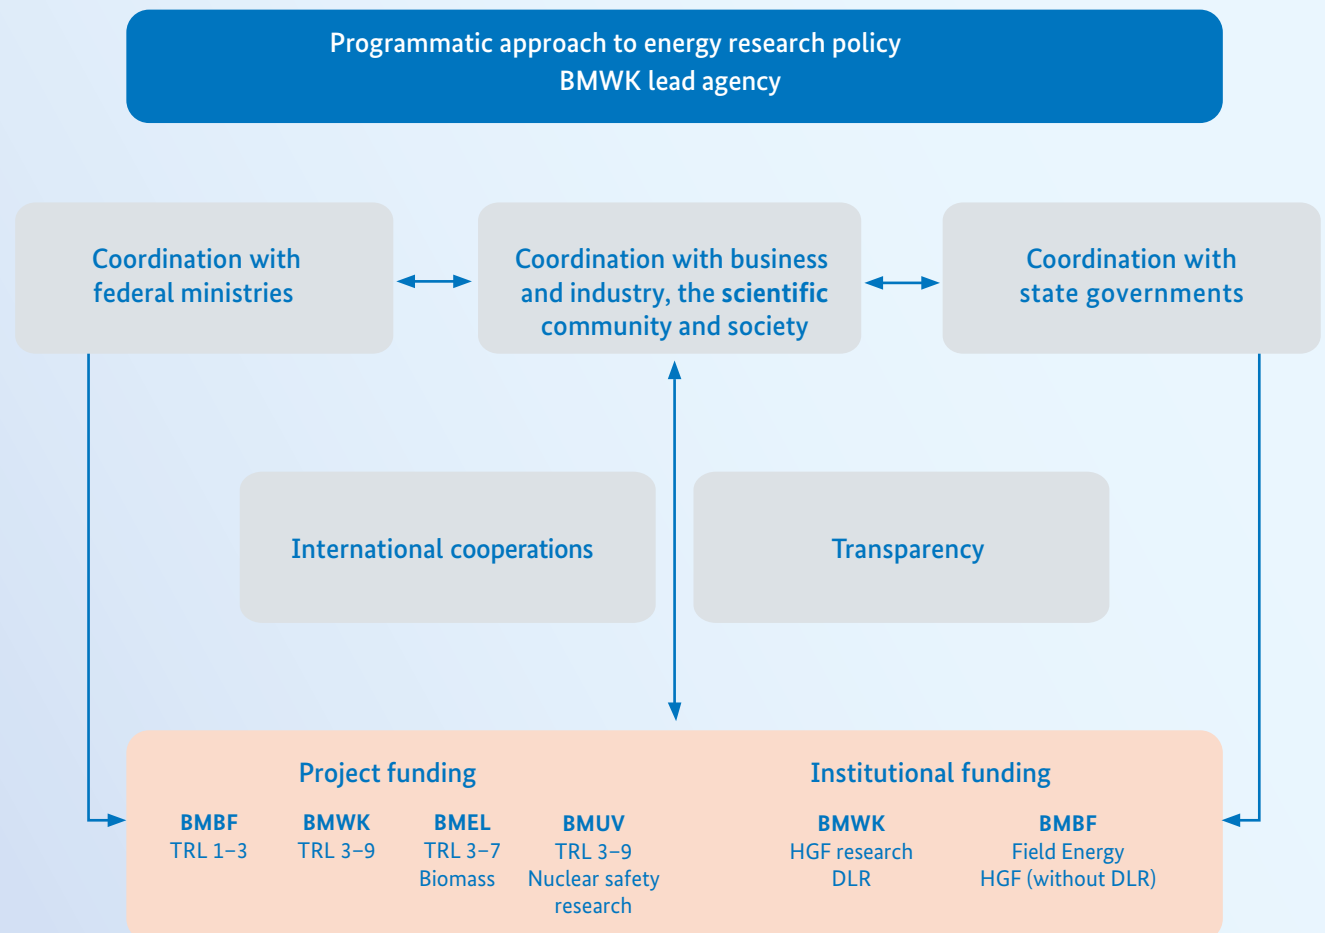 Programmatic approach to energy research policy
BMWK lead agency
Coordination with
federal ministries
Coordination with business
and industry, the scientific
community and society
Coordination with
state governments
International cooperations
Transparency
Project funding
BMBF
TRL 1–3
BMWK
TRL 3–9
BMEL
TRL 3–7
Biomass
BMUV
TRL 3–9
Nuclear safety
research
Institutional funding
BMWK
HGF research
DLR
BMBF
Field Energy
HGF (without DLR)